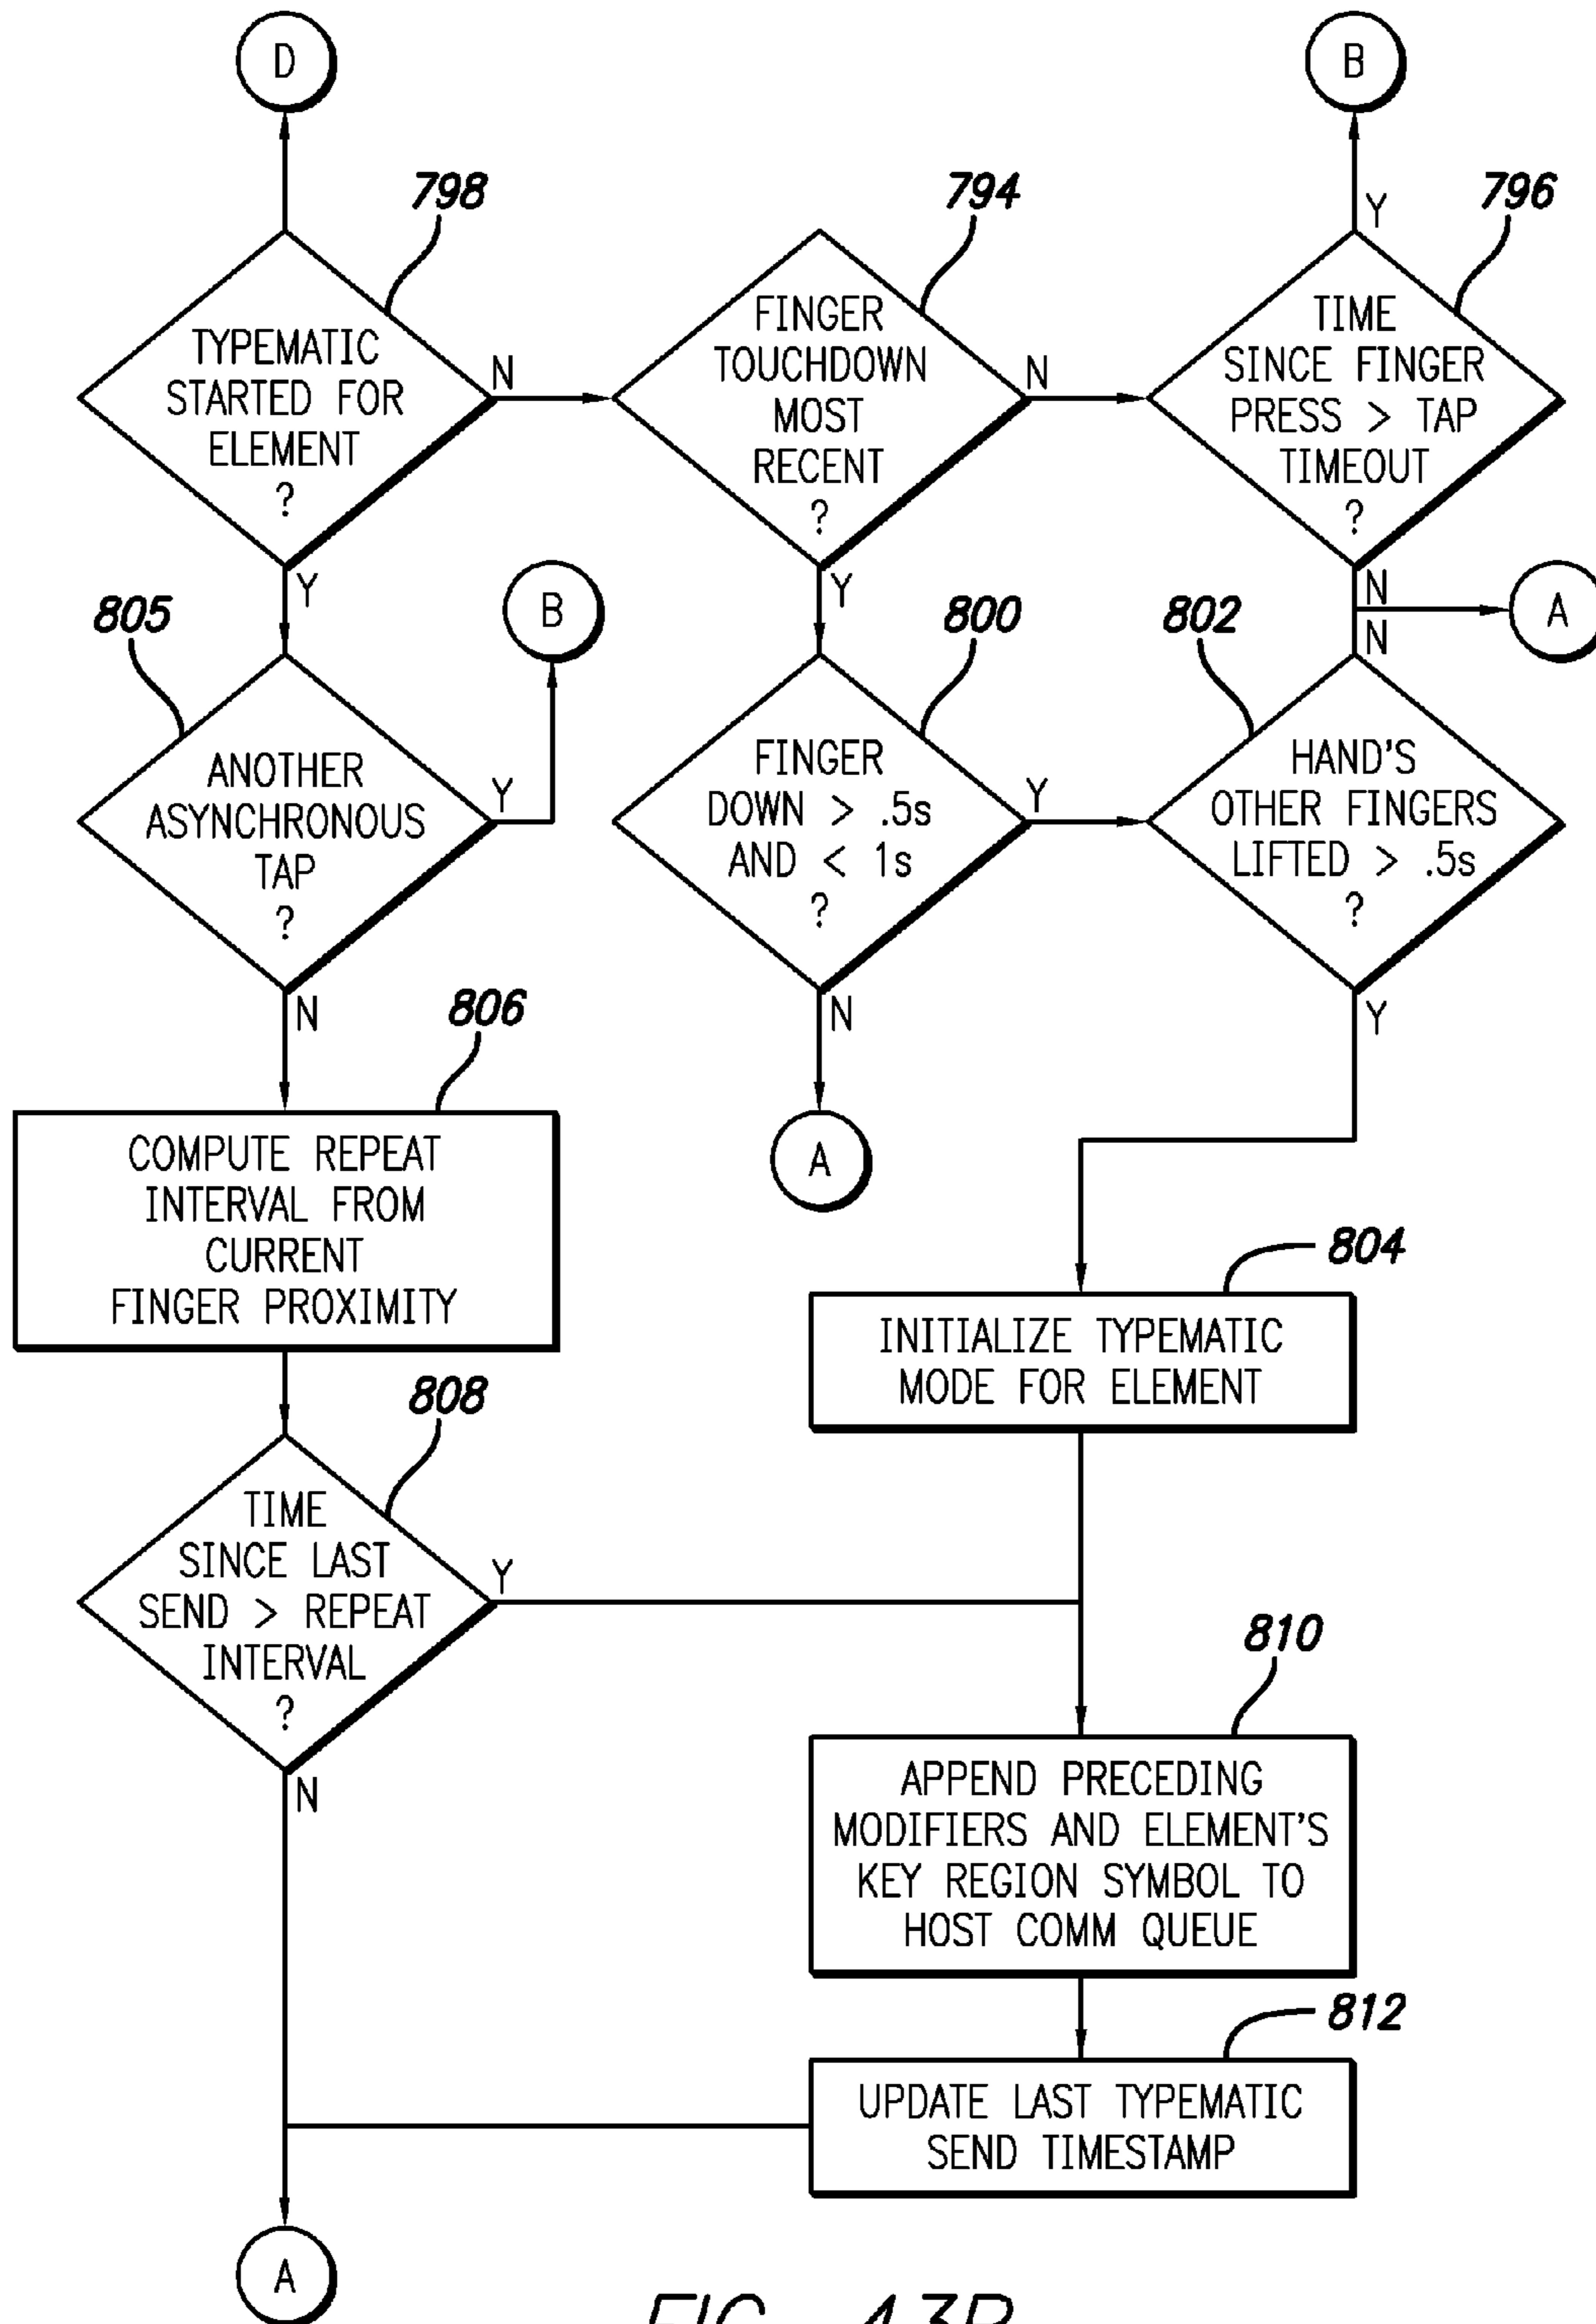 D
B
798
794
796
Y
TYPEMATIC
STARTED FOR
ELEMENT
?
N
FINGER
TOUCHDOWN
MOST
RECENT
?
N
TIME
SINCE FINGER
PRESS > TAP
TIMEOUT
?
Y
Y
N
805
B
800
802
N
A
ANOTHER
ASYNCHRONOUS
TAP
?
Y
FINGER
DOWN > .5s
AND < 1s
?
Y
HAND'S
OTHER FINGERS
LIFTED > .5s
?
N
N
Y
806
COMPUTE REPEAT
INTERVAL FROM
CURRENT
FINGER PROXIMITY
A
804
INITIALIZE TYPEMATIC
MODE FOR ELEMENT
808
TIME
SINCE LAST
SEND > REPEAT
INTERVAL
?
Y
N
810
APPEND PRECEDING
MODIFIERS AND ELEMENT'S
KEY REGION SYMBOL TO
HOST COMM QUEUE
812
UPDATE LAST TYPEMATIC
SEND TIMESTAMP
A
FIG. 43B